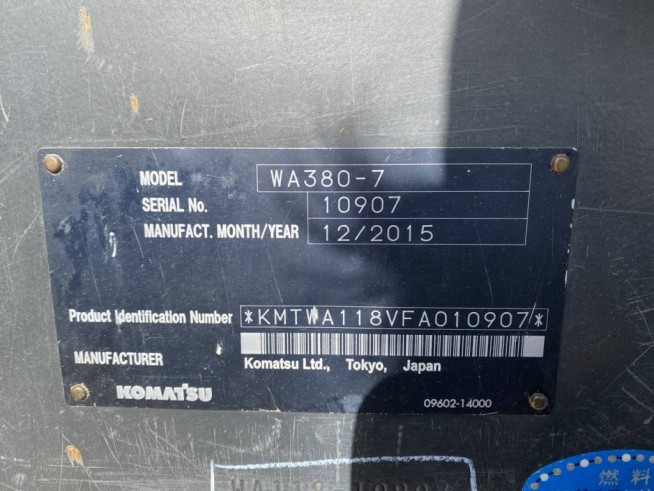 MODEL WA380-7
SERIAL No. 10907
MANUFACT. MONTH/YEAR 12/2015
Product Identification Number *KMTWA118VFA010907*
MANUFACTURER Komatsu Ltd., Tokyo, Japan
KOMATSU 09602-14000
燃料